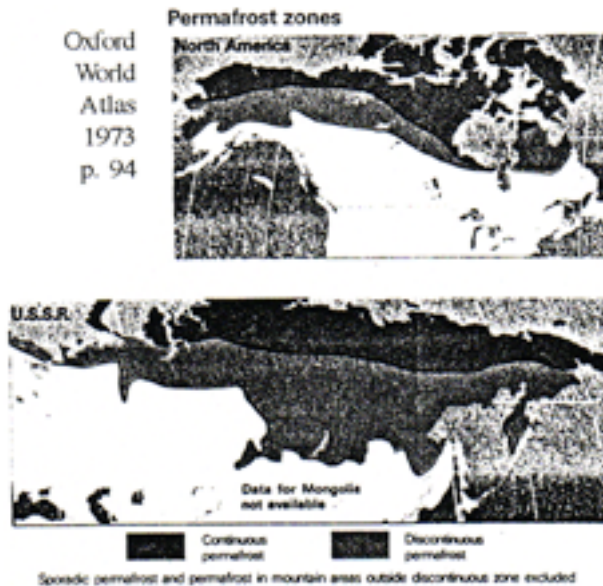 Permafrost zones
Oxford
World
Atlas
1973
p. 94
North America
U.S.S.R.
Data for Mongolia
not available
Continuous
permafrost
Discontinuous
permafrost
Sporadic permafrost and permafrost in mountain areas outside discontinuous zone excluded